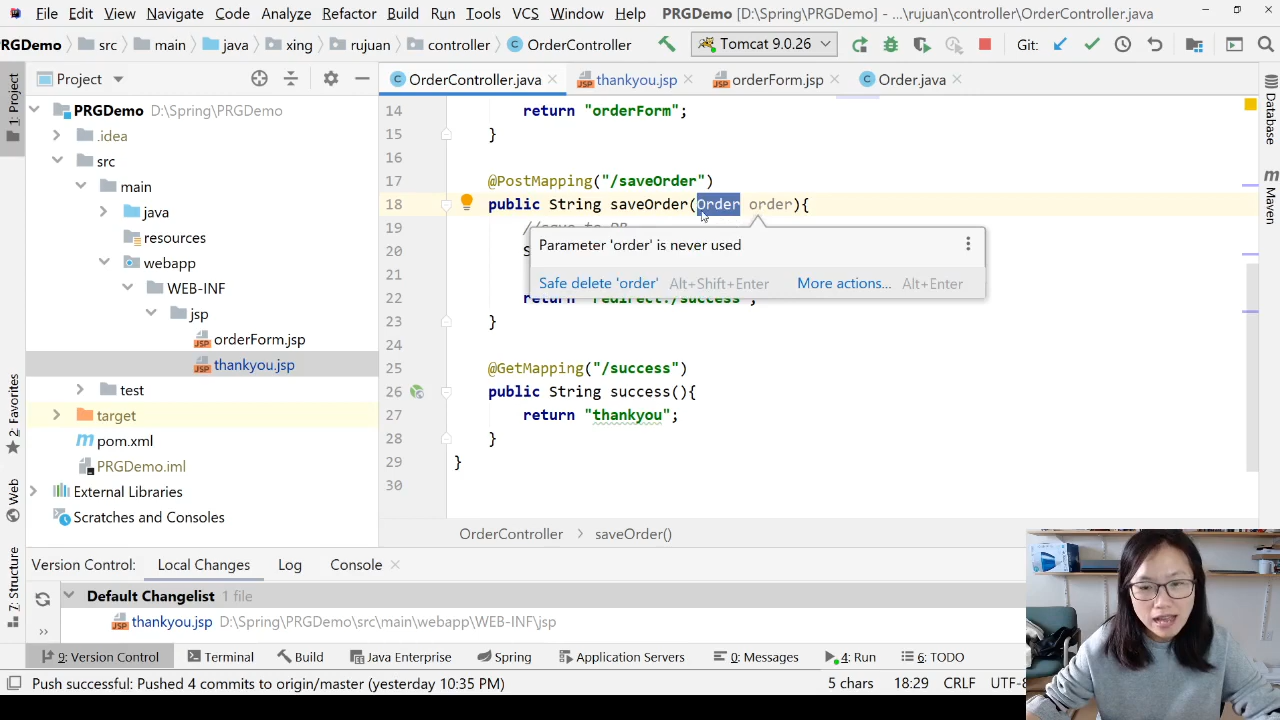 File Edit View Navigate Code Analyze Refactor Build Run Tools VCS Window Help PRGDemo [D:\Spring\PRGDemo] - ...\rujuan\controller\OrderController.java
PRGDemo src main java xing rujuan controller OrderController Tomcat 9.0.26 Git:
1: Project
Project
OrderController.java thankyou.jsp orderForm.jsp Order.java
PRGDemo D:\Spring\PRGDemo
.idea
src
main
java
resources
webapp
WEB-INF
jsp
orderForm.jsp
thankyou.jsp
test
target
pom.xml
PRGDemo.iml
External Libraries
Scratches and Consoles
14 return "orderForm";
15 }
16
17 @PostMapping("/saveOrder")
18 public String saveOrder(Order order){
19
20
21
22 return "redirect:/success";
23 }
24
25 @GetMapping("/success")
26 public String success(){
27 return "thankyou";
28 }
29 }
30
Parameter 'order' is never used
Safe delete 'order' Alt+Shift+Enter More actions... Alt+Enter
OrderController > saveOrder()
Database
Maven
2: Favorites
Web
7: Structure
Version Control: Local Changes Log Console
Default Changelist 1 file
thankyou.jsp D:\Spring\PRGDemo\src\main\webapp\WEB-INF\jsp
9: Version Control Terminal Build Java Enterprise Spring Application Servers 0: Messages 4: Run 6: TODO
Push successful: Pushed 4 commits to origin/master (yesterday 10:35 PM) 5 chars 18:29 CRLF